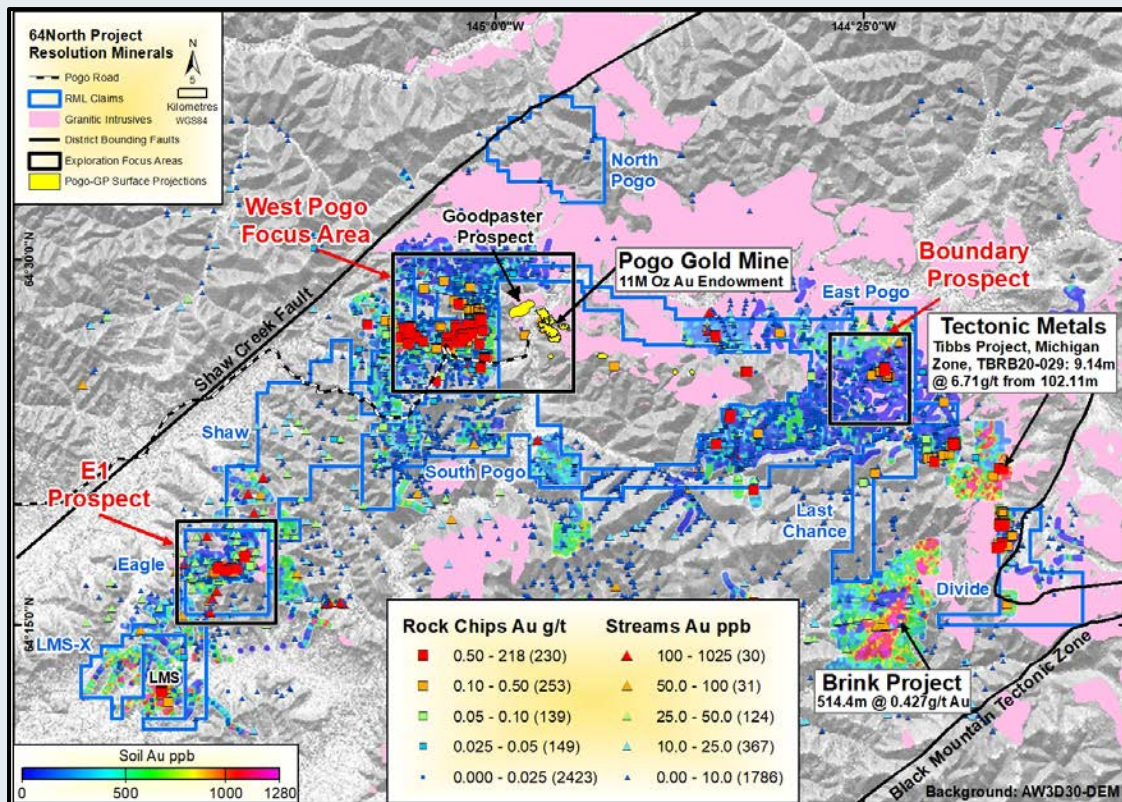 64North Project
Resolution Minerals
N
5
Kilometres
WGS84
Pogo Road
RML Claims
Granitic Intrusives
District Bounding Faults
Exploration Focus Areas
Pogo-GP Surface Projections
145°0'0"W
144°25'0"W
64°30'0"N
64°15'0"N
North Pogo
West Pogo
Focus Area
Goodpaster
Prospect
Pogo Gold Mine
11M Oz Au Endowment
Boundary
Prospect
East Pogo
Tectonic Metals
Tibbs Project, Michigan
Zone, TBRB20-029: 9.14m
@ 6.71g/t from 102.11m
Shaw Creek Fault
Shaw
South Pogo
E1
Prospect
Last
Chance
Eagle
Divide
LMS-X
LMS
Brink Project
514.4m @ 0.427g/t Au
Black Mountain Tectonic Zone
Rock Chips Au g/t
0.50 - 218 (230)
0.10 - 0.50 (253)
0.05 - 0.10 (139)
0.025 - 0.05 (149)
0.000 - 0.025 (2423)
Streams Au ppb
100 - 1025 (30)
50.0 - 100 (31)
25.0 - 50.0 (124)
10.0 - 25.0 (367)
0.00 - 10.0 (1786)
Soil Au ppb
0 500 1000 1280
Background: AW3D30-DEM